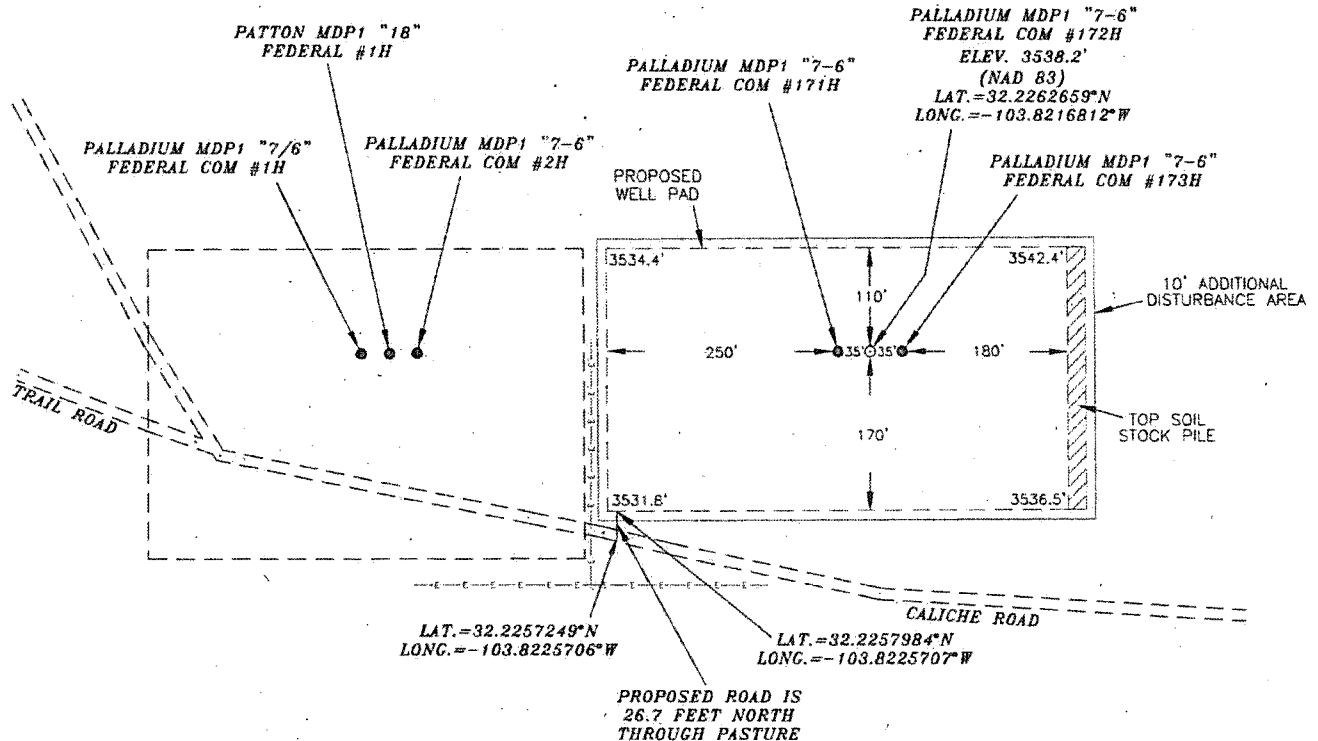 PATTON MDP1 "18"
FEDERAL #1H
PALLADIUM MDP1 "7/6"
FEDERAL COM #1H
PALLADIUM MDP1 "7-6"
FEDERAL COM #2H
PALLADIUM MDP1 "7-6"
FEDERAL COM #171H
PALLADIUM MDP1 "7-6"
FEDERAL COM #172H
ELEV. 3538.2'
(NAD 83)
LAT.=32.2262659°N
LONG.=-103.8216812°W
PALLADIUM MDP1 "7-6"
FEDERAL COM #173H
PROPOSED
WELL PAD
3534.4'
3542.4'
10' ADDITIONAL
DISTURBANCE AREA
110'
250'
35'
35'
180'
170'
TOP SOIL
STOCK PILE
TRAIL ROAD
3531.8'
3536.5'
E E E E E E E E E E
CALICHE ROAD
LAT.=32.2257249°N
LONG.=-103.8225706°W
LAT.=32.2257984°N
LONG.=-103.8225707°W
PROPOSED ROAD IS
26.7 FEET NORTH
THROUGH PASTURE